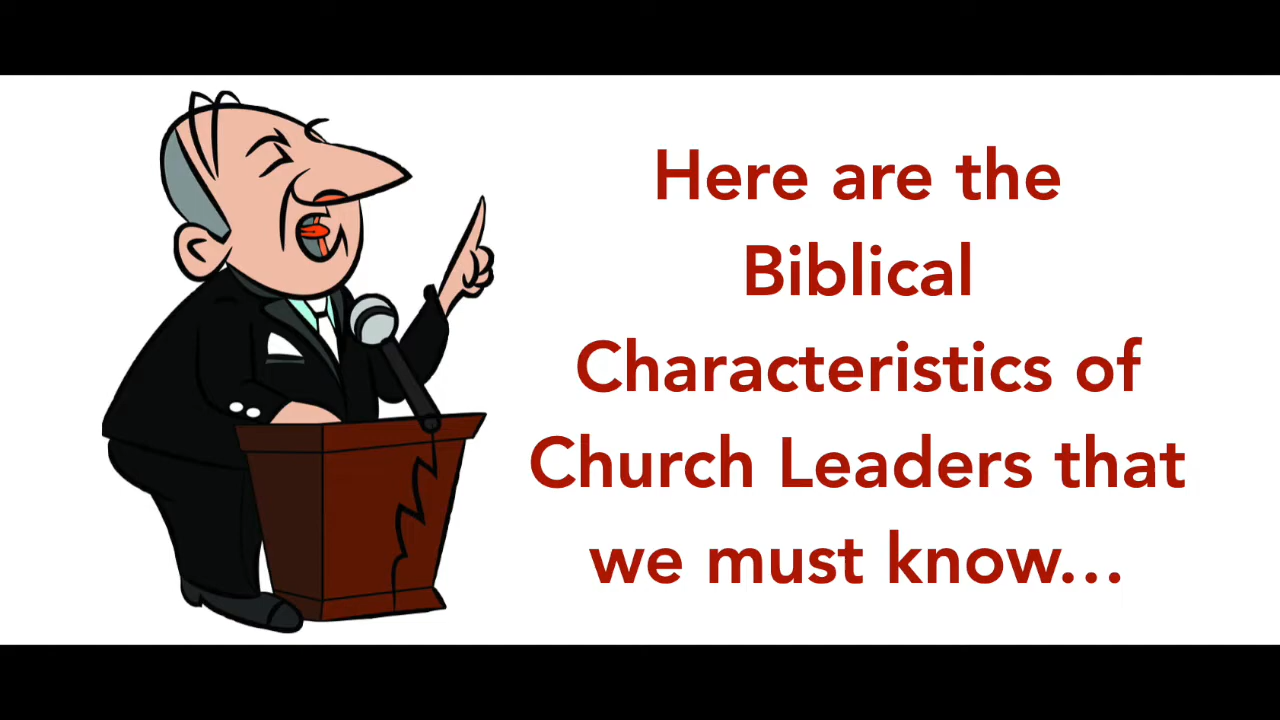 Here are the
Biblical
Characteristics of
Church Leaders that
we must know...